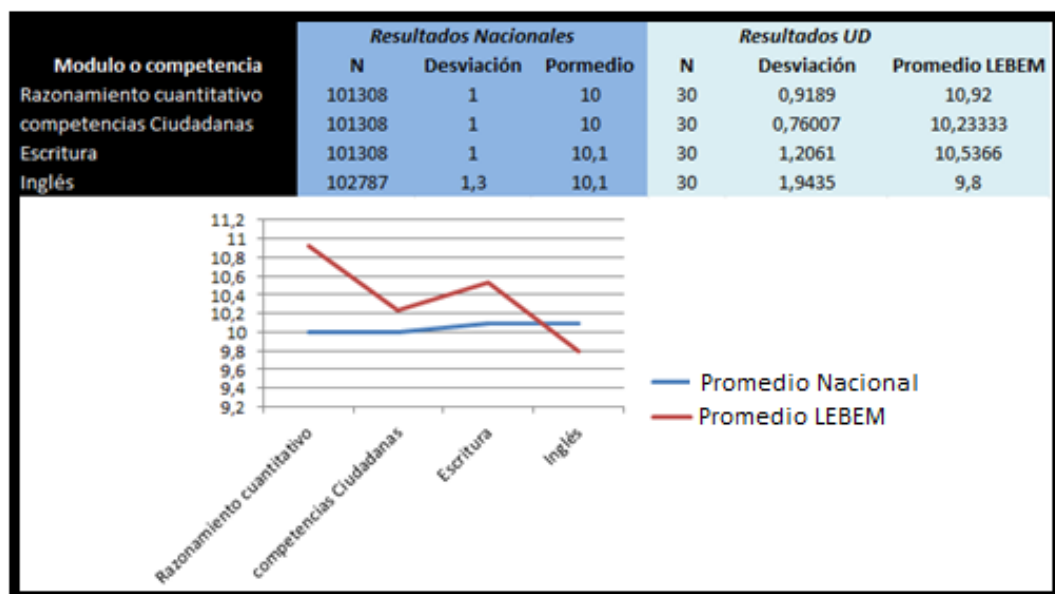 Resultados Nacionales Resultados UD
Modulo o competencia N Desviación Pormedio N Desviación Promedio LEBEM
Razonamiento cuantitativo 101308 1 10 30 0,9189 10,92
competencias Ciudadanas 101308 1 10 30 0,76007 10,23333
Escritura 101308 1 10,1 30 1,2061 10,5366
Inglés 102787 1,3 10,1 30 1,9435 9,8
11,2
11
10,8
10,6
10,4
10,2
10
9,8
9,6
9,4
9,2
Promedio Nacional
Promedio LEBEM
Razonamiento cuantitativo
competencias Ciudadanas
Escritura
Inglés